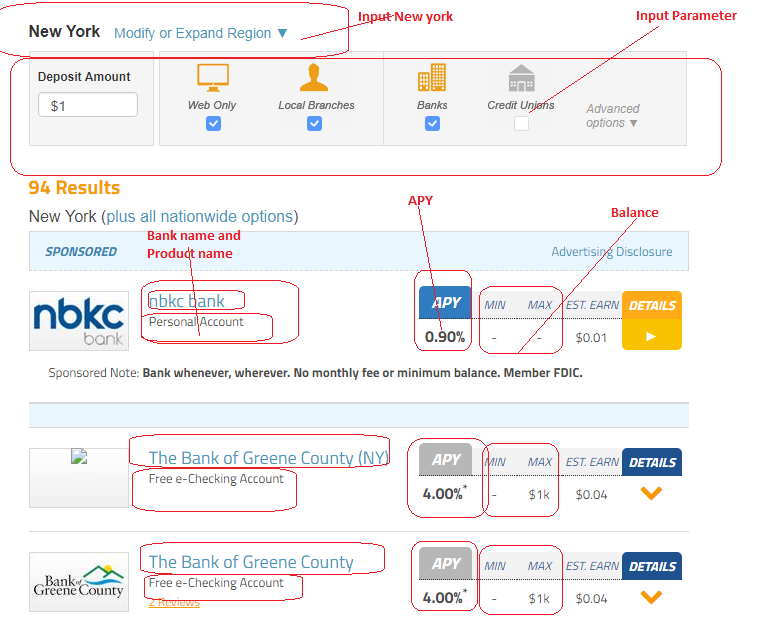 Input New york
Input Parameter
New York Modify or Expand Region ▼
Deposit Amount
$1
Web Only
Local Branches
Banks
Credit Unions
Advanced
options ▼
94 Results
New York (plus all nationwide options)
APY
Balance
Bank name and
Product name
SPONSORED
Advertising Disclosure
nbkc
bank
nbkc bank
Personal Account
APY MIN MAX EST. EARN DETAILS
0.90% - - $0.01
Sponsored Note: Bank whenever, wherever. No monthly fee or minimum balance. Member FDIC.
The Bank of Greene County (NY)
Free e-Checking Account
APY MIN MAX EST. EARN DETAILS
4.00%* - $1k $0.04
Bank of
Greene County
The Bank of Greene County
Free e-Checking Account
2 Reviews
APY MIN MAX EST. EARN DETAILS
4.00%* - $1k $0.04